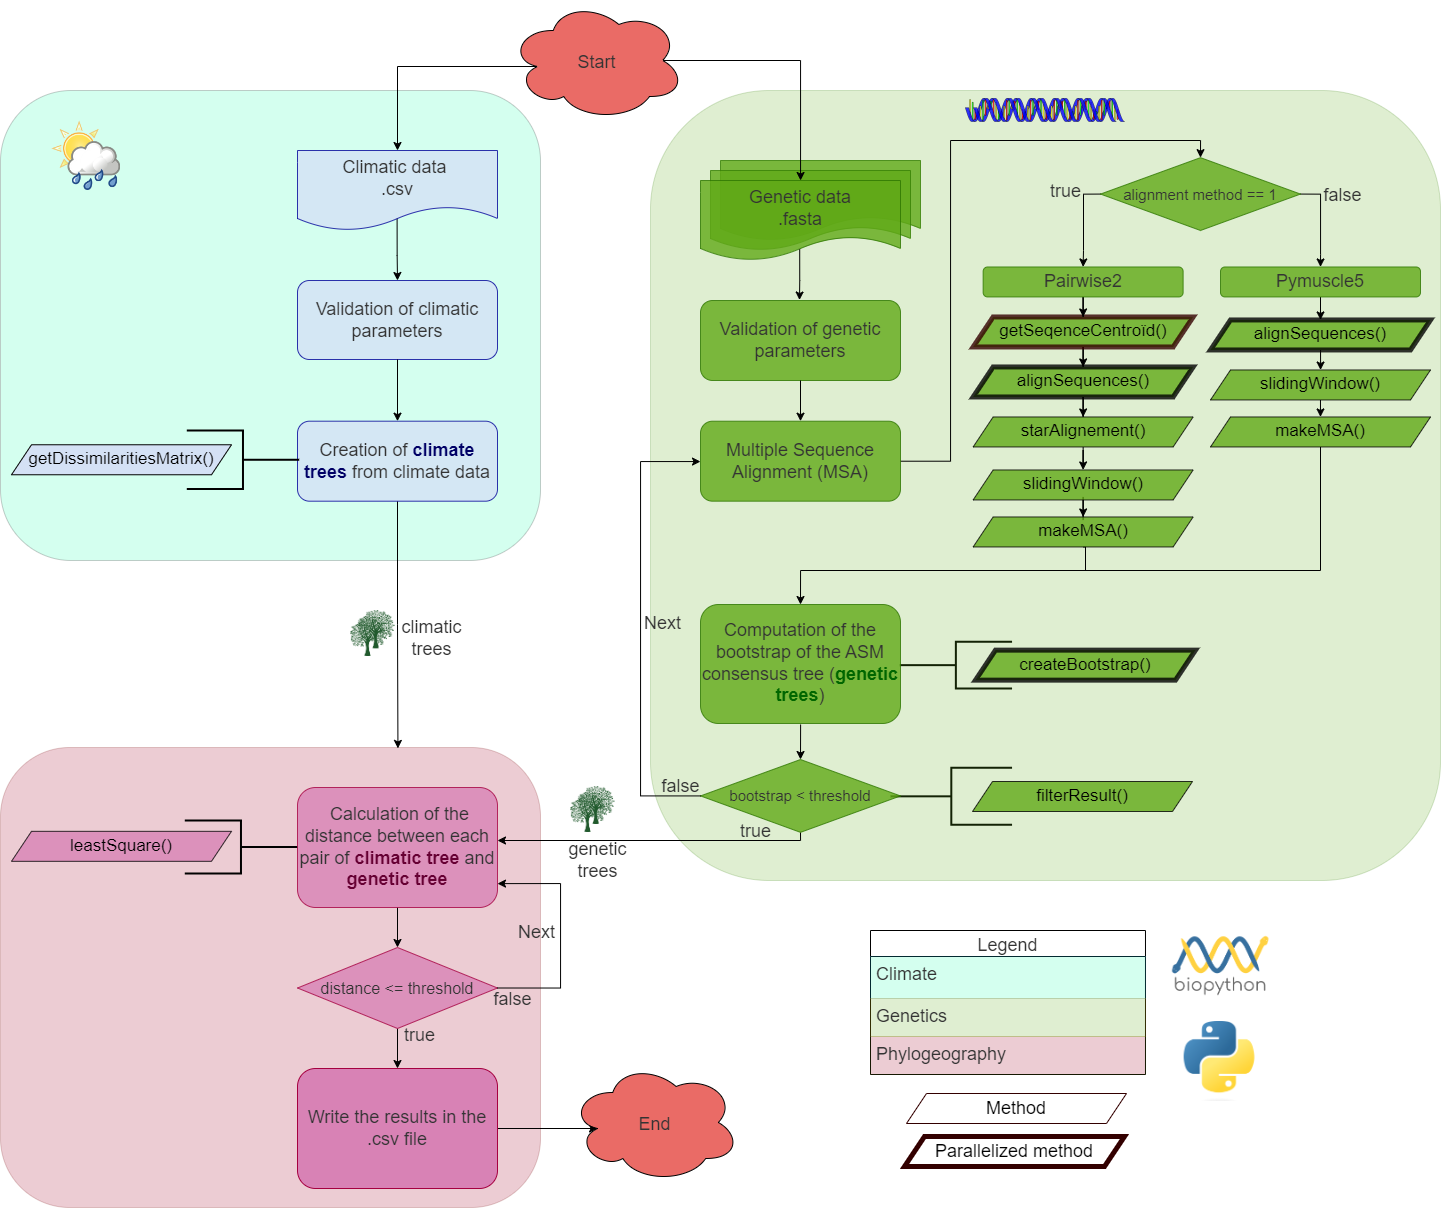 Start
Climatic data
.csv
Validation of climatic
parameters
getDissimilaritiesMatrix()
Creation of climate
trees from climate data
climatic
trees
Genetic data
.fasta
Validation of genetic
parameters
Multiple Sequence
Alignment (MSA)
alignment method == 1
true
false
Pairwise2
getSeqenceCentroïd()
alignSequences()
starAlignement()
slidingWindow()
makeMSA()
Pymuscle5
alignSequences()
slidingWindow()
makeMSA()
Next
Computation of the
bootstrap of the ASM
consensus tree (genetic
trees)
createBootstrap()
false
bootstrap < threshold
true
filterResult()
genetic
trees
leastSquare()
Calculation of the
distance between each
pair of climatic tree and
genetic tree
Next
distance <= threshold
false
true
Write the results in the
.csv file
End
Legend
Climate
Genetics
Phylogeography
biopython
Method
Parallelized method